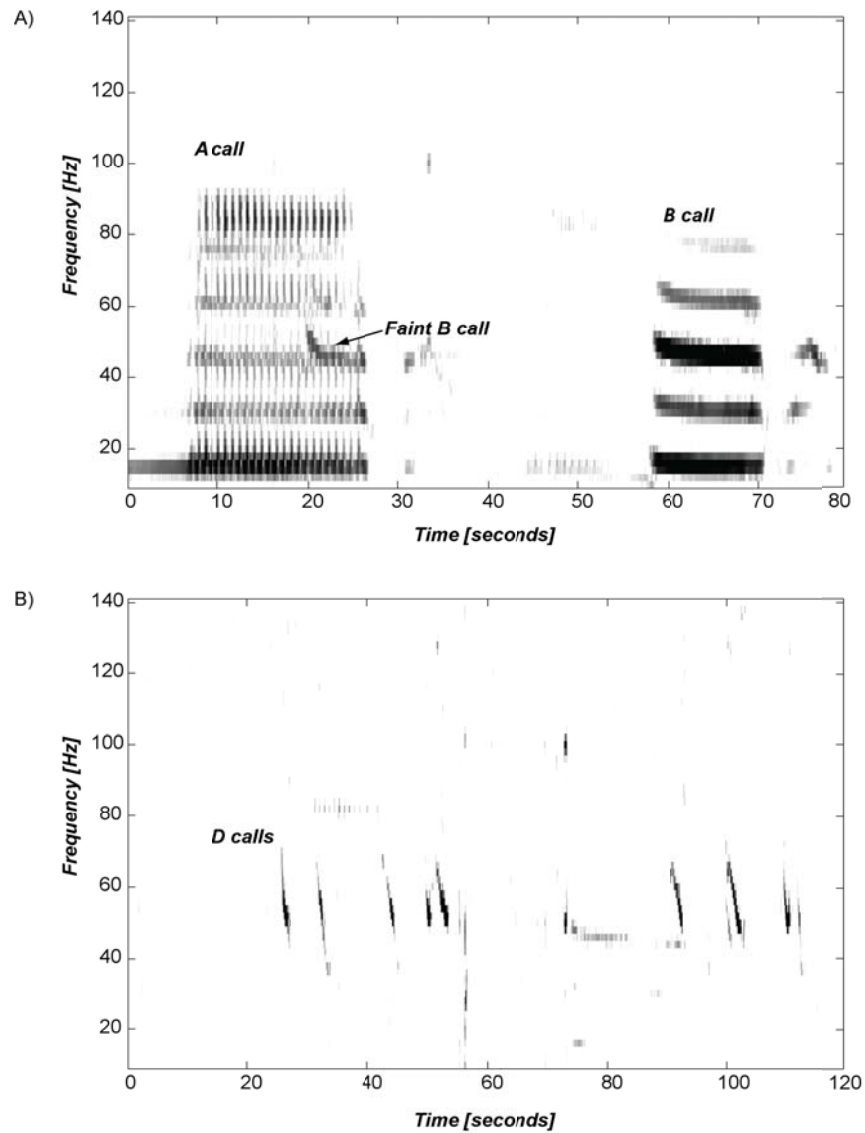 A)
140
120
100
80
60
40
20
Frequency [Hz]
A call
B call
Faint B call
0 10 20 30 40 50 60 70 80
Time [seconds]
B)
140
120
100
80
60
40
20
Frequency [Hz]
D calls
0 20 40 60 80 100 120
Time [seconds]